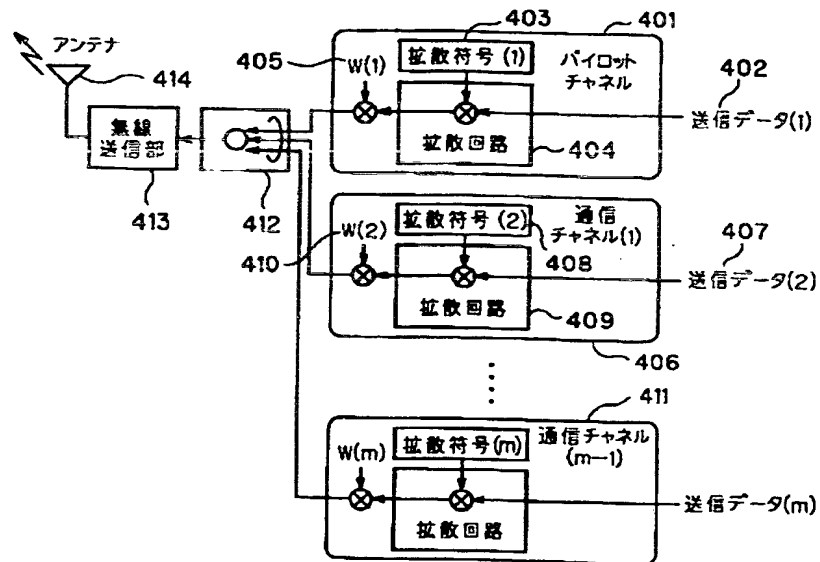 403
401
アンテナ
405
W(1)
拡散符号(1)
パイロット
チャネル
402
414
送信データ(1)
無線
送信部
拡散回路
404
413
412
W(2)
拡散符号(2)
通信
チャネル(1)
407
410
408
送信データ(2)
拡散回路
409
406
411
W(m)
拡散符号(m)
通信チャネル
(m-1)
送信データ(m)
拡散回路